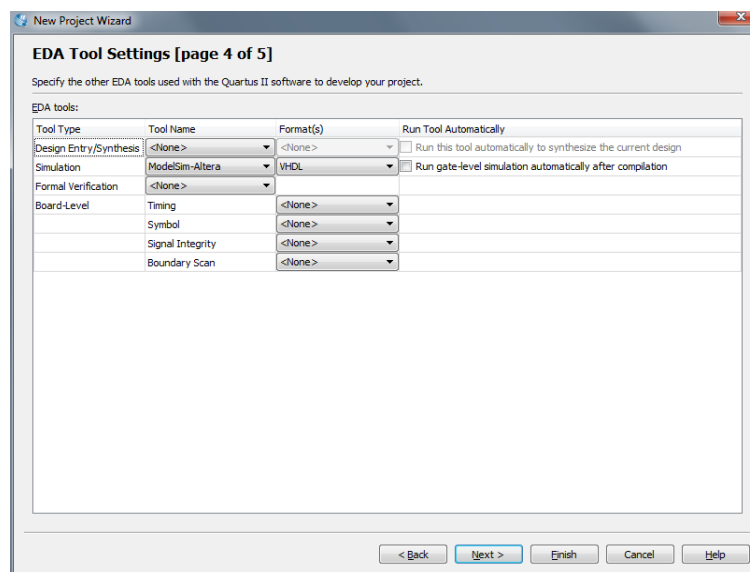 New Project Wizard
EDA Tool Settings [page 4 of 5]
Specify the other EDA tools used with the Quartus II software to develop your project.
EDA tools:
Tool Type Tool Name Format(s) Run Tool Automatically
Design Entry/Synthesis <None> <None> Run this tool automatically to synthesize the current design
Simulation ModelSim-Altera VHDL Run gate-level simulation automatically after compilation
Formal Verification <None>
Board-Level Timing <None>
Symbol <None>
Signal Integrity <None>
Boundary Scan <None>
< Back Next > Finish Cancel Help